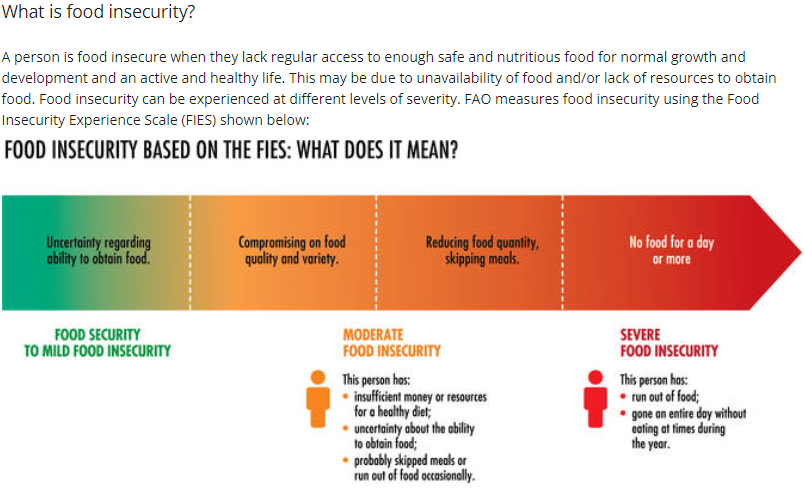 What is food insecurity?
A person is food insecure when they lack regular access to enough safe and nutritious food for normal growth and
development and an active and healthy life. This may be due to unavailability of food and/or lack of resources to obtain
food. Food insecurity can be experienced at different levels of severity. FAO measures food insecurity using the Food
Insecurity Experience Scale (FIES) shown below:
FOOD INSECURITY BASED ON THE FIES: WHAT DOES IT MEAN?
Uncertainty regarding
ability to obtain food.
Compromising on food
quality and variety.
Reducing food quantity,
skipping meals.
No food for a day
or more
FOOD SECURITY
TO MILD FOOD INSECURITY
MODERATE
FOOD INSECURITY
This person has:
• insufficient money or resources
for a healthy diet;
• uncertainty about the ability
to obtain food;
• probably skipped meals or
run out of food occasionally.
SEVERE
FOOD INSECURITY
This person has:
• run out of food;
• gone an entire day without
eating at times during
the year.